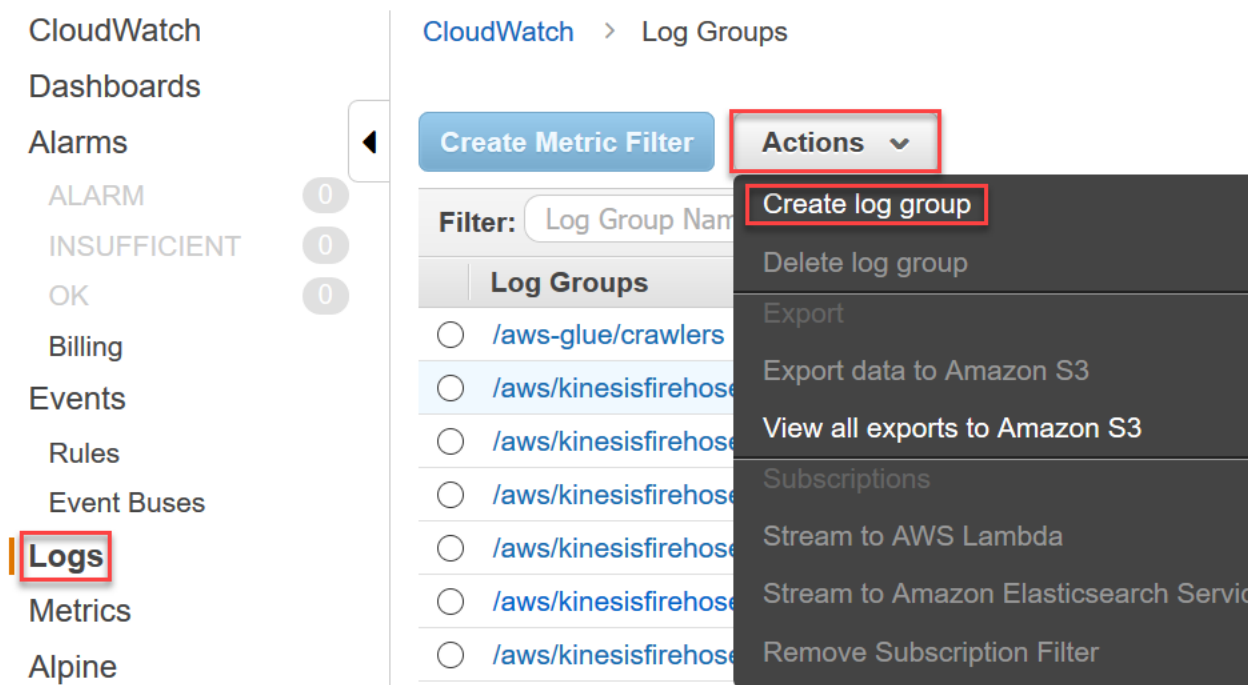 CloudWatch
Dashboards
Alarms
ALARM 0
INSUFFICIENT 0
OK 0
Billing
Events
Rules
Event Buses
Logs
Metrics
Alpine
CloudWatch > Log Groups
Create Metric Filter
Actions
Filter: Log Group Nam
Log Groups
/aws-glue/crawlers
/aws/kinesisfirehose
/aws/kinesisfirehose
/aws/kinesisfirehose
/aws/kinesisfirehose
/aws/kinesisfirehose
/aws/kinesisfirehose
Create log group
Delete log group
Export
Export data to Amazon S3
View all exports to Amazon S3
Subscriptions
Stream to AWS Lambda
Stream to Amazon Elasticsearch Servic
Remove Subscription Filter